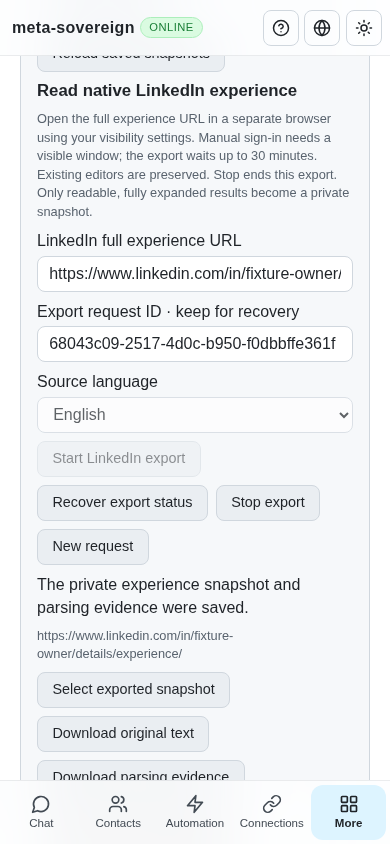 meta-sovereign ONLINE
Reload saved snapshots
Read native LinkedIn experience
Open the full experience URL in a separate browser
using your visibility settings. Manual sign-in needs a
visible window; the export waits up to 30 minutes.
Existing editors are preserved. Stop ends this export.
Only readable, fully expanded results become a private
snapshot.
LinkedIn full experience URL
https://www.linkedin.com/in/fixture-owner/
Export request ID · keep for recovery
68043c09-2517-4d0c-b950-f0dbbffe361f
Source language
English
Start LinkedIn export
Recover export status Stop export
New request
The private experience snapshot and
parsing evidence were saved.
https://www.linkedin.com/in/fixture-
owner/details/experience/
Select exported snapshot
Download original text
Download parsing evidence
Chat Contacts Automation Connections More